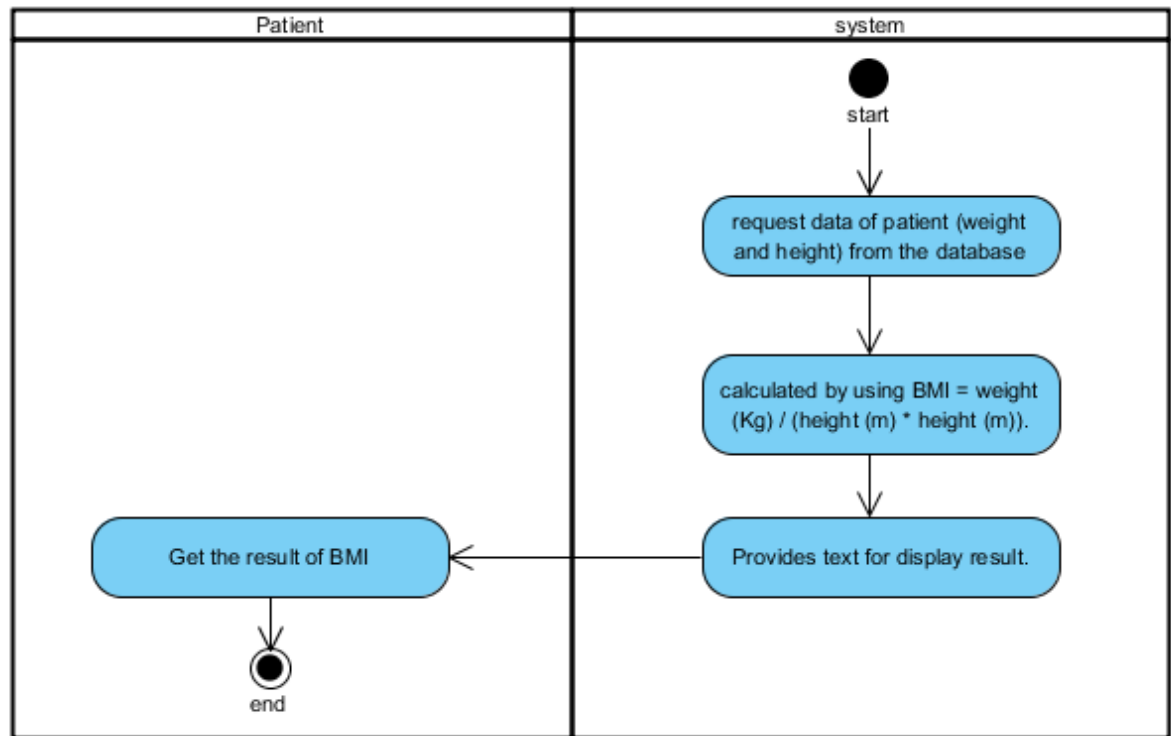 Patient
system
start
request data of patient (weight
and height) from the database
calculated by using BMI = weight
(Kg) / (height (m) * height (m)).
Provides text for display result.
Get the result of BMI
end